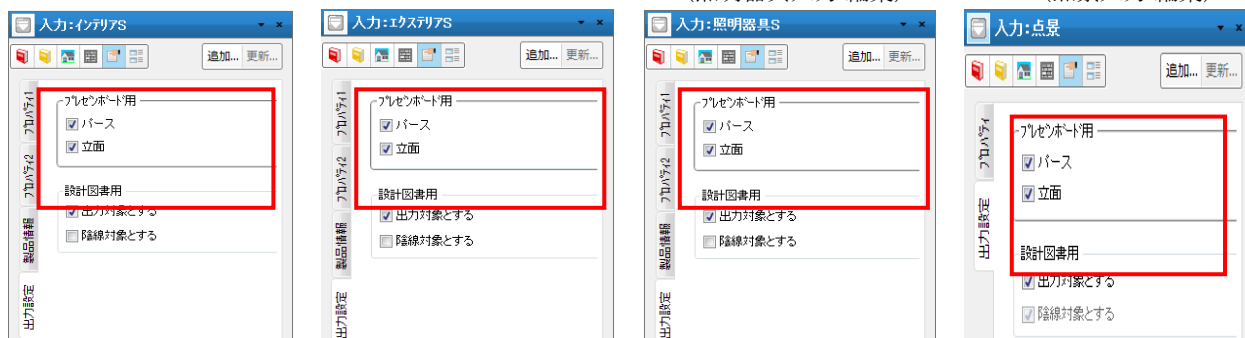 入力:インテリアS
追加... 更新...
プロパティ1
プロパティ2
製品情報
出力設定
プレゼンボード用
パース
立面
設計図書用
出力対象とする
陰線対象とする
入力:エクステリアS
追加... 更新...
プロパティ1
プロパティ2
製品情報
出力設定
プレゼンボード用
パース
立面
設計図書用
出力対象とする
陰線対象とする
入力:照明器具S
追加... 更新...
プロパティ1
プロパティ2
製品情報
出力設定
プレゼンボード用
パース
立面
設計図書用
出力対象とする
陰線対象とする
入力:点景
追加... 更新...
プロパティ
出力設定
プレゼンボード用
パース
立面
設計図書用
出力対象とする
陰線対象とする